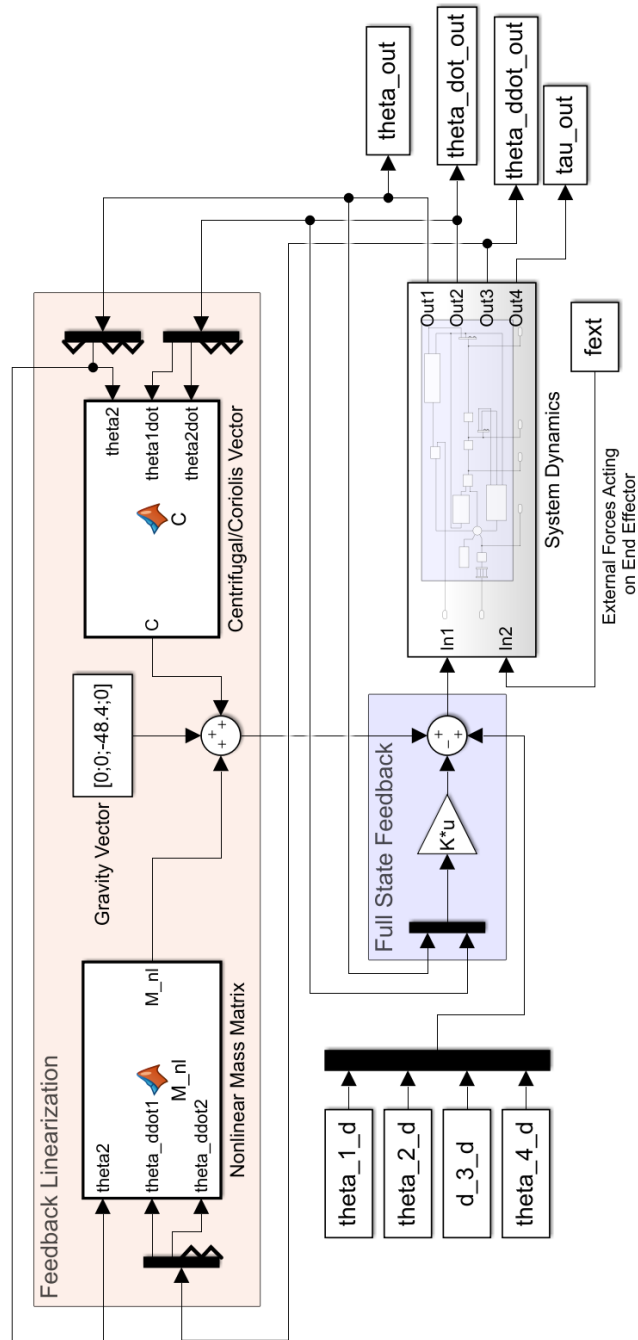 Feedback Linearization
theta2
theta_ddot1
theta_ddot2
M_nl
M_nl
Nonlinear Mass Matrix
Gravity Vector
[0;0;-48.4;0]
+
+
+
C
C
theta2
theta1dot
theta2dot
Centrifugal/Coriolis Vector
theta_1_d
theta_2_d
d_3_d
theta_4_d
Full State Feedback
K*u
+
−
+
In1
In2
Out1
Out2
Out3
Out4
System Dynamics
fext
External Forces Acting
on End Effector
theta_out
theta_dot_out
theta_ddot_out
tau_out